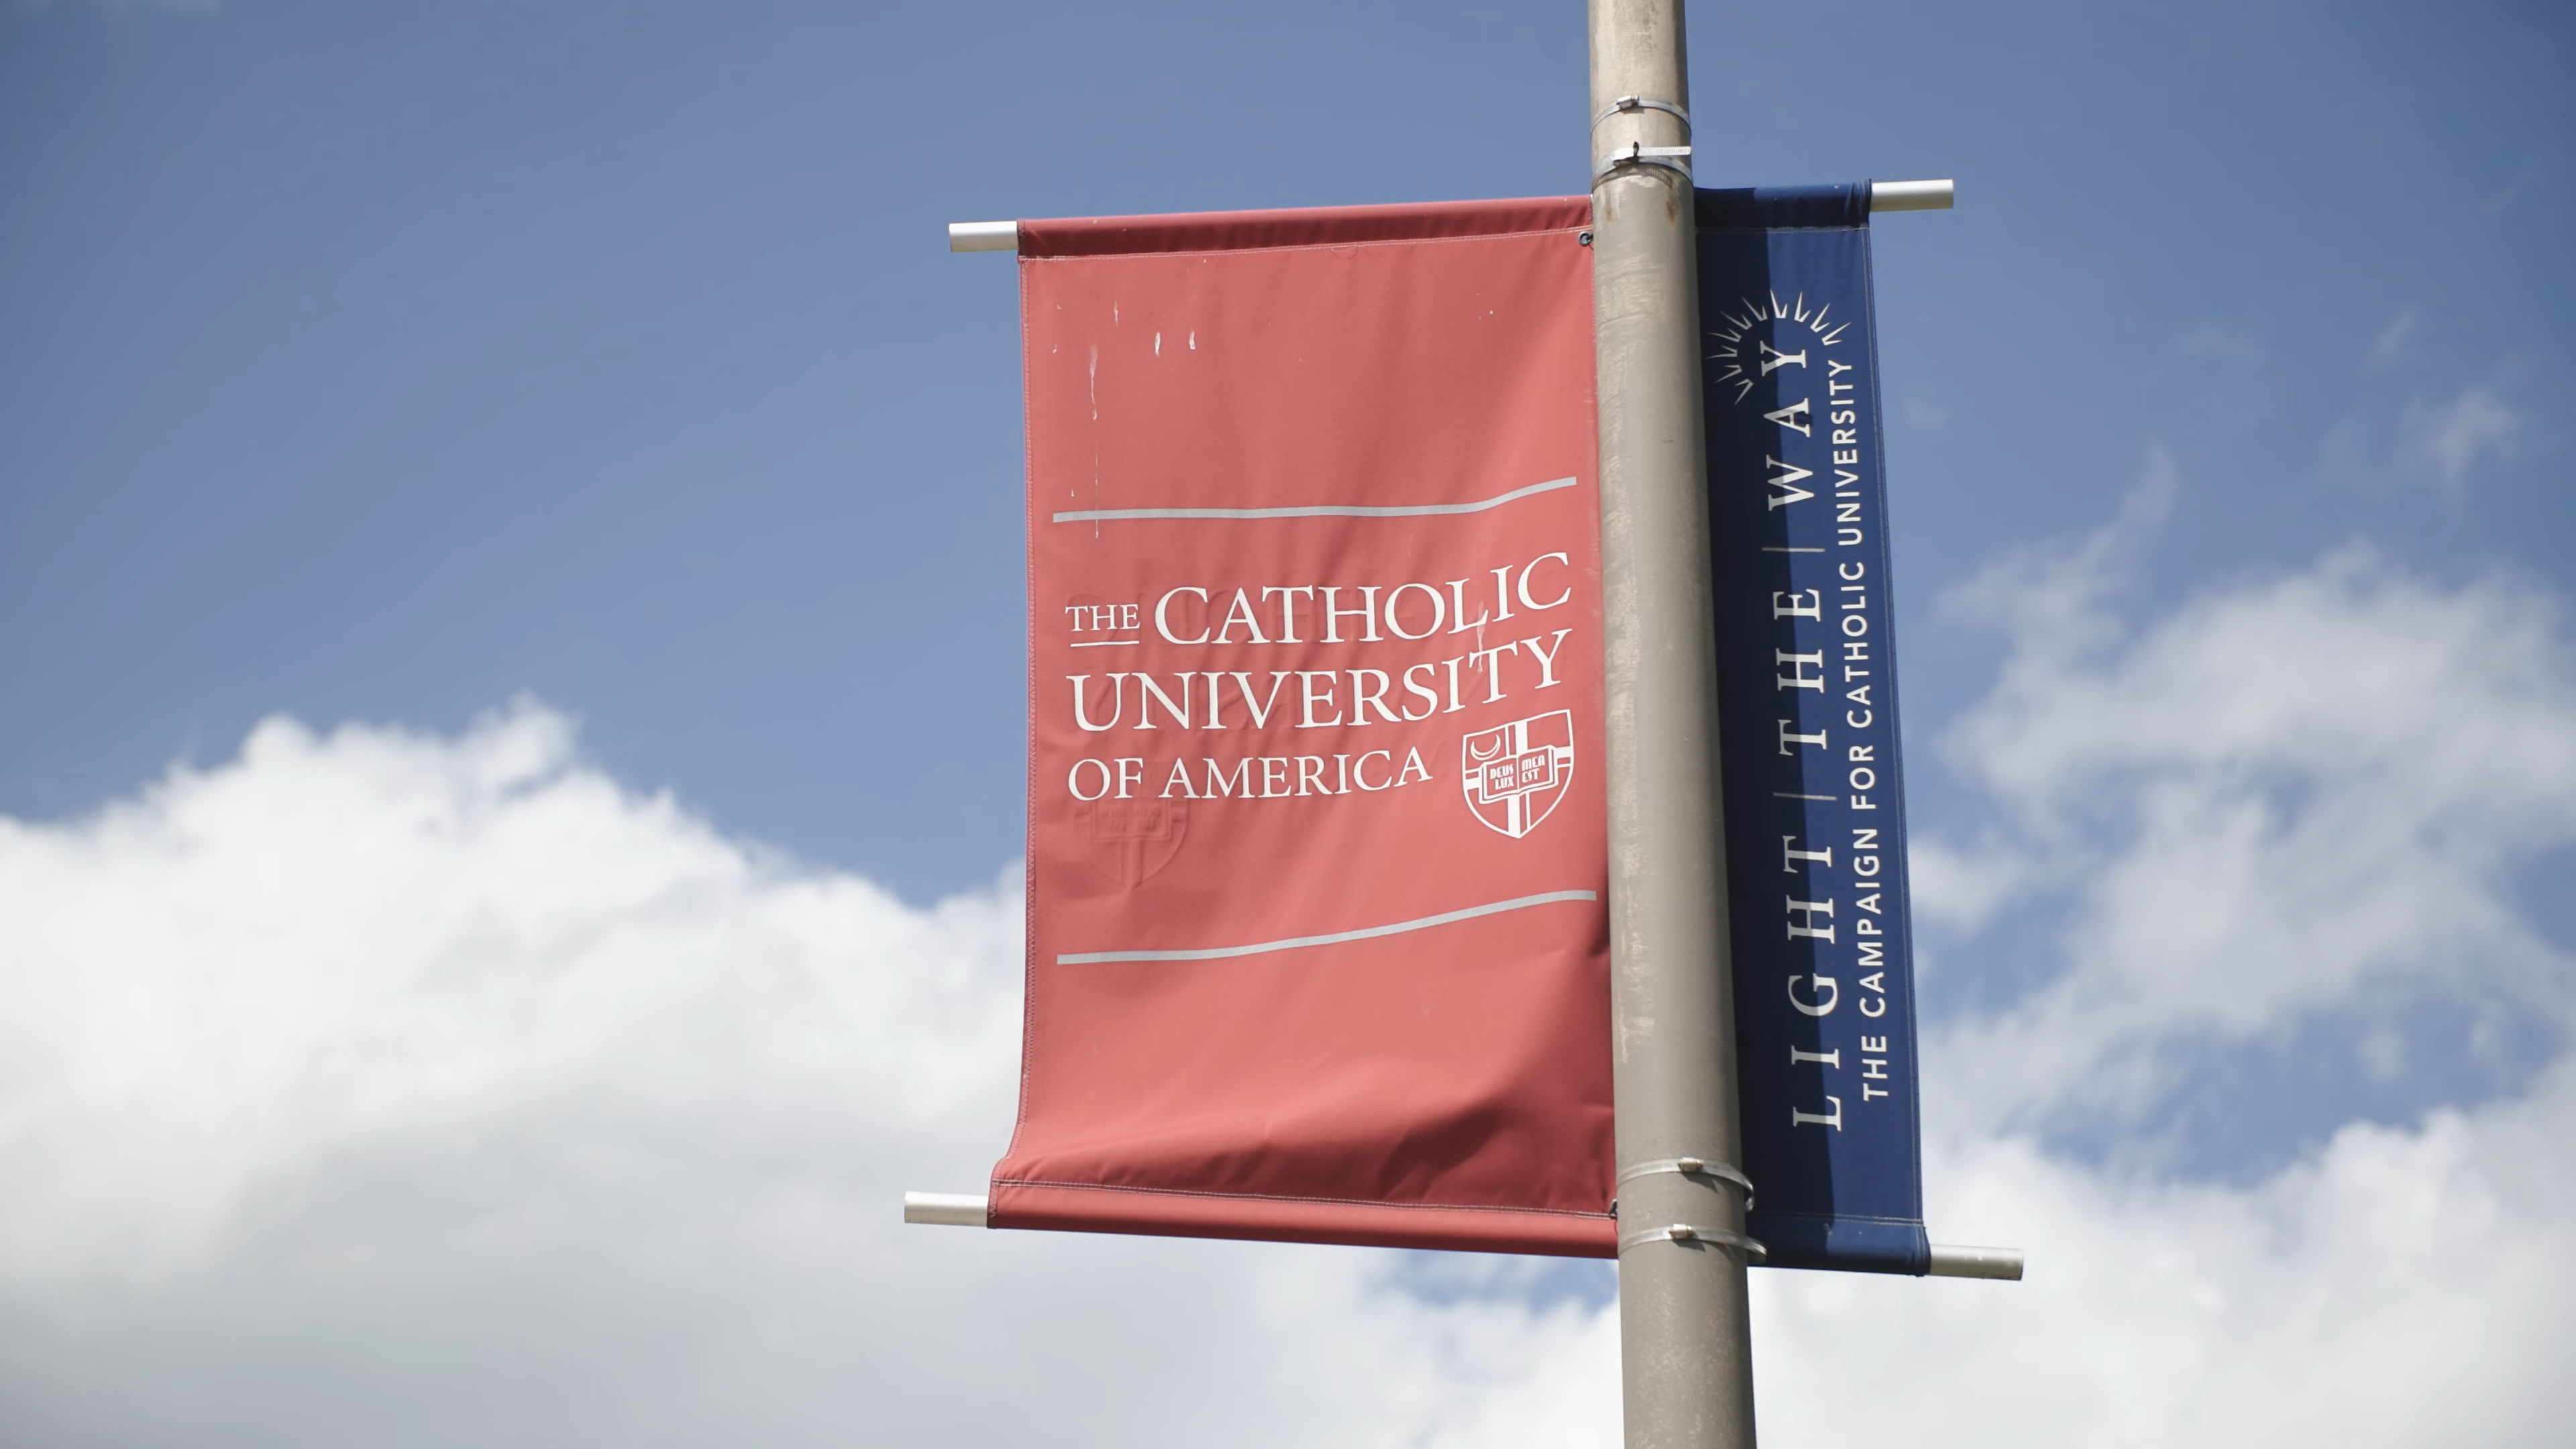 THE CATHOLIC
UNIVERSITY
OF AMERICA
DEUS MEA
LUX EST
LIGHT | THE | WAY
THE CAMPAIGN FOR CATHOLIC UNIVERSITY